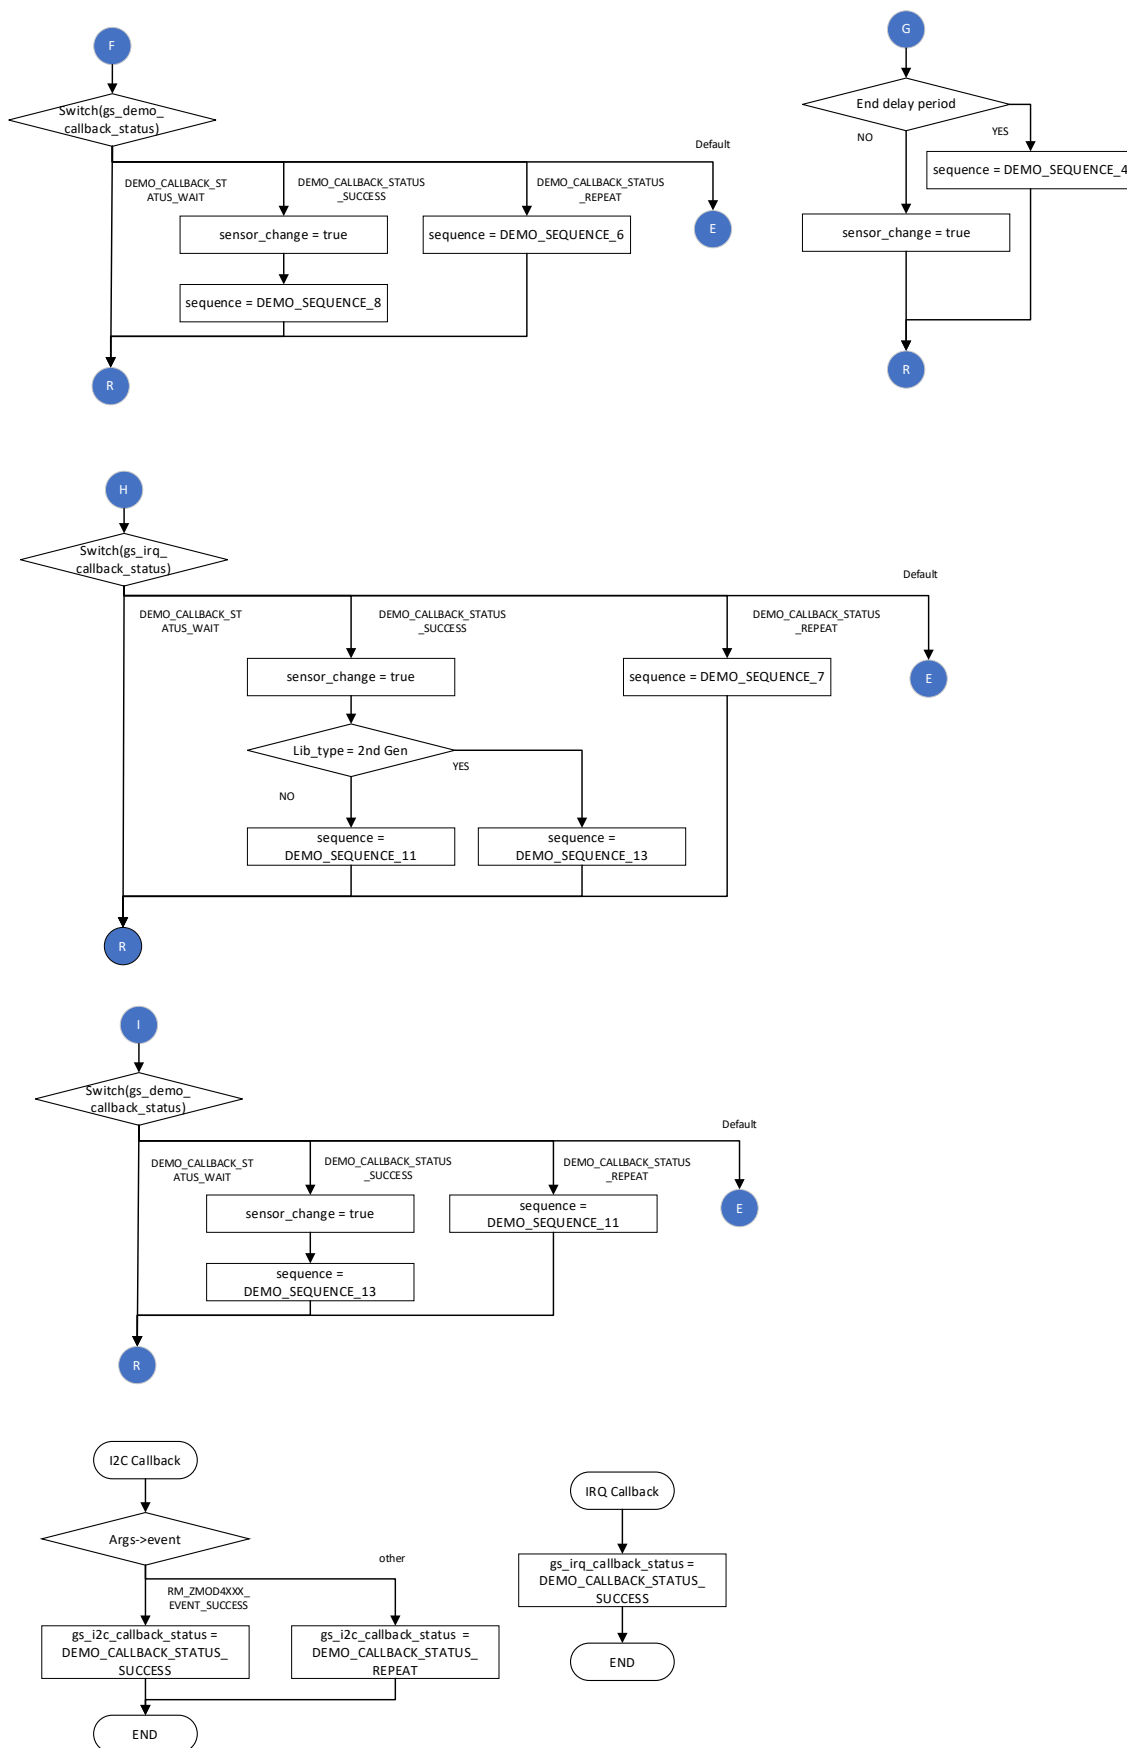 F
Switch(gs_demo_
callback_status)
Default
DEMO_CALLBACK_ST
ATUS_WAIT
DEMO_CALLBACK_STATUS
_SUCCESS
DEMO_CALLBACK_STATUS
_REPEAT
sensor_change = true
sequence = DEMO_SEQUENCE_6
E
sequence = DEMO_SEQUENCE_8
R
G
End delay period
NO
YES
sequence = DEMO_SEQUENCE_4
sensor_change = true
R
H
Switch(gs_irq_
callback_status)
Default
DEMO_CALLBACK_ST
ATUS_WAIT
DEMO_CALLBACK_STATUS
_SUCCESS
DEMO_CALLBACK_STATUS
_REPEAT
sensor_change = true
sequence = DEMO_SEQUENCE_7
E
Lib_type = 2nd Gen
YES
NO
sequence =
DEMO_SEQUENCE_11
sequence =
DEMO_SEQUENCE_13
R
I
Switch(gs_demo_
callback_status)
Default
DEMO_CALLBACK_ST
ATUS_WAIT
DEMO_CALLBACK_STATUS
_SUCCESS
DEMO_CALLBACK_STATUS
_REPEAT
sensor_change = true
sequence =
DEMO_SEQUENCE_11
E
sequence =
DEMO_SEQUENCE_13
R
I2C Callback
Args->event
other
RM_ZMOD4XXX_
EVENT_SUCCESS
gs_i2c_callback_status =
DEMO_CALLBACK_STATUS_
SUCCESS
gs_i2c_callback_status =
DEMO_CALLBACK_STATUS_
REPEAT
END
IRQ Callback
gs_irq_callback_status =
DEMO_CALLBACK_STATUS_
SUCCESS
END